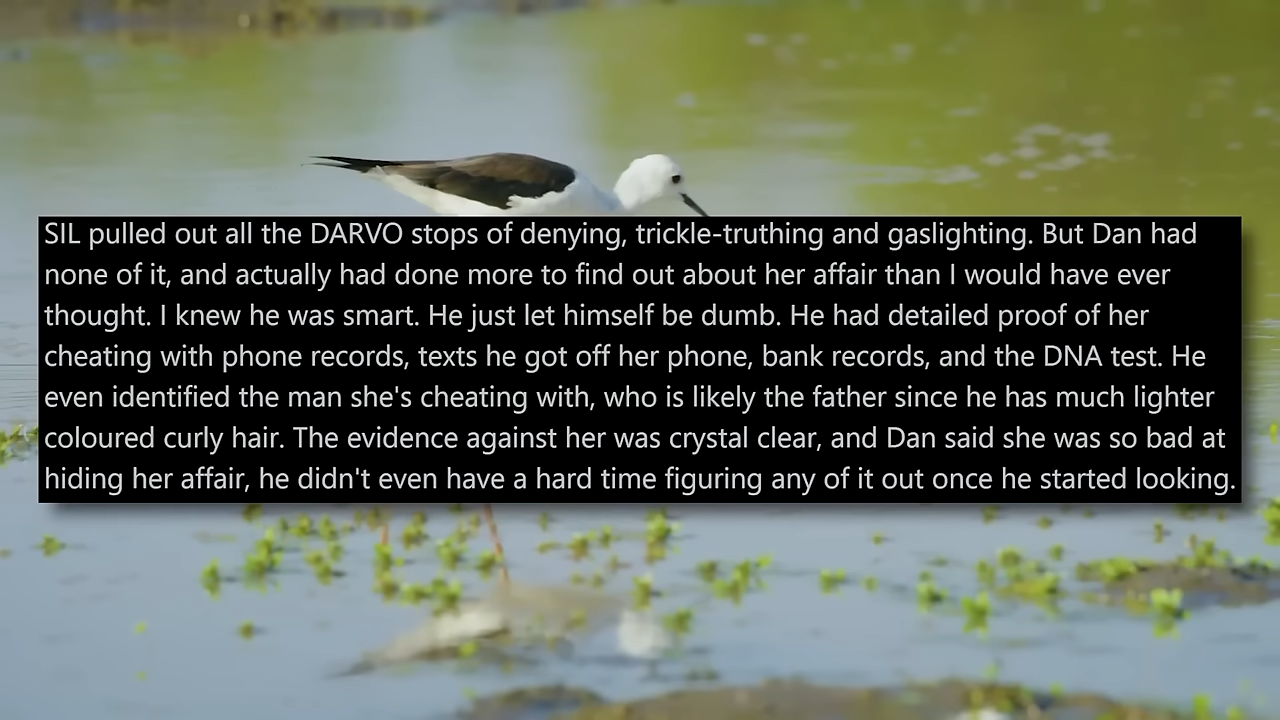 SIL pulled out all the DARVO stops of denying, trickle-truthing and gaslighting. But Dan had
none of it, and actually had done more to find out about her affair than I would have ever
thought. I knew he was smart. He just let himself be dumb. He had detailed proof of her
cheating with phone records, texts he got off her phone, bank records, and the DNA test. He
even identified the man she's cheating with, who is likely the father since he has much lighter
coloured curly hair. The evidence against her was crystal clear, and Dan said she was so bad at
hiding her affair, he didn't even have a hard time figuring any of it out once he started looking.